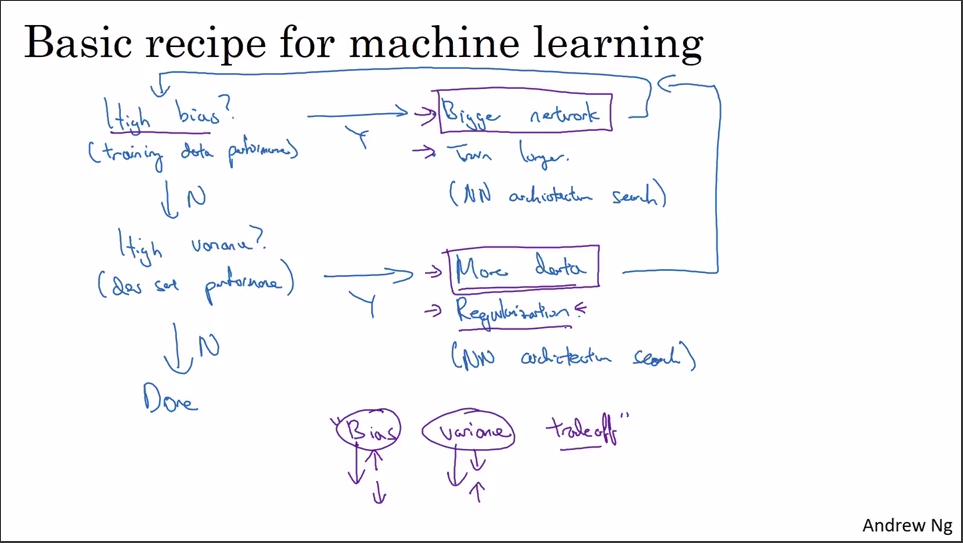 Basic recipe for machine learning
High bias?
(training data performance)
Y
Bigger network
Train longer.
(NN architecture search)
N
High variance?
(dev set performance)
Y
More data
Regularization
(NN architecture search)
N
Done
"Bias variance tradeoff"
Andrew Ng